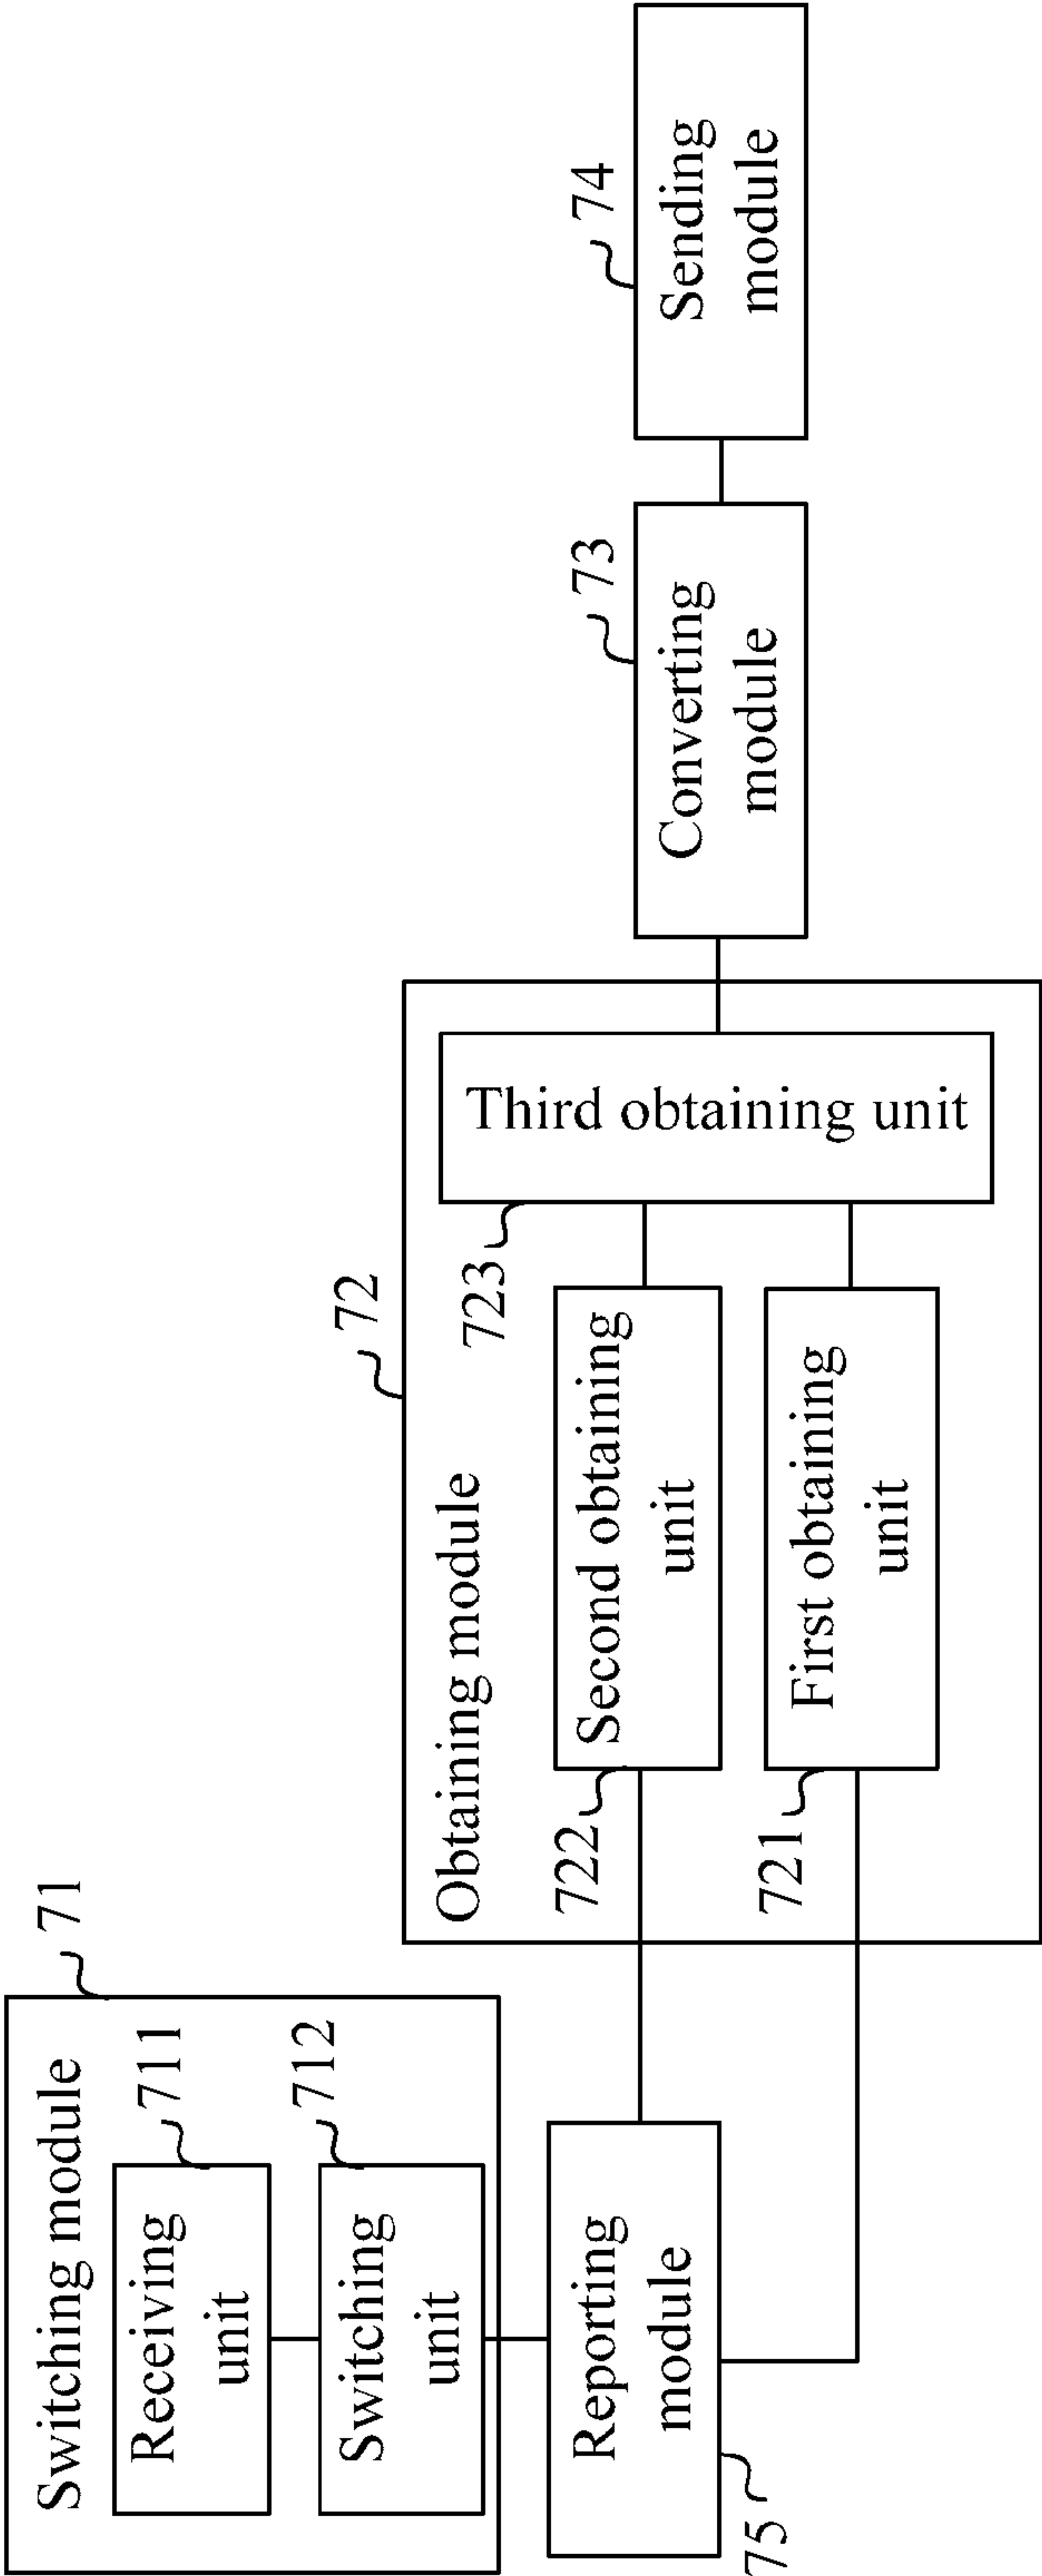 Switching module
71
Receiving
unit
711
Switching
unit
712
Reporting
module
75
Obtaining module
72
Second obtaining
unit
722
First obtaining
unit
721
Third obtaining unit
723
Converting
module
73
Sending
module
74